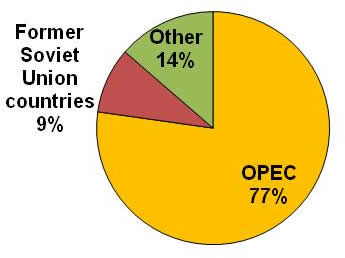 Former
Soviet
Union
countries
9%
Other
14%
OPEC
77%